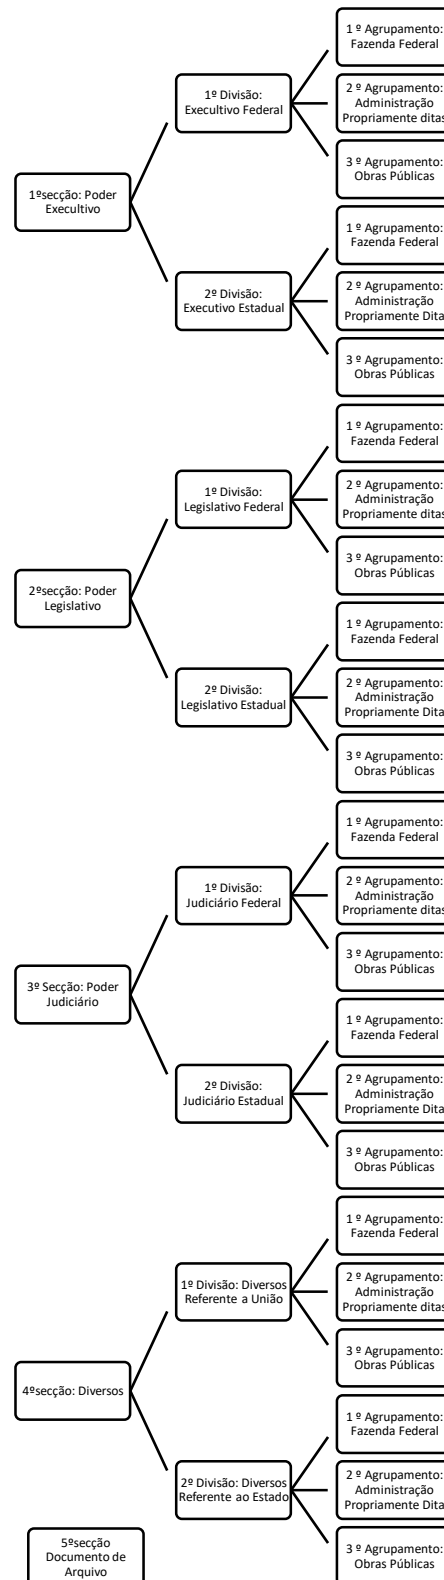 1ºsecção: Poder
Executivo
1º Divisão:
Execultivo Federal
1 º Agrupamento:
Fazenda Federal
2 º Agrupamento:
Administração
Propriamente ditas
3 º Agrupamento:
Obras Públicas
2º Divisão:
Executivo Estadual
1 º Agrupamento:
Fazenda Federal
2 º Agrupamento:
Administração
Propriamente Dita
3 º Agrupamento:
Obras Públicas
2ºsecção: Poder
Legislativo
1º Divisão:
Legislativo Federal
1 º Agrupamento:
Fazenda Federal
2 º Agrupamento:
Administração
Propriamente ditas
3 º Agrupamento:
Obras Públicas
2º Divisão:
Legislativo Estadual
1 º Agrupamento:
Fazenda Federal
2 º Agrupamento:
Administração
Propriamente Dita
3 º Agrupamento:
Obras Públicas
3º Secção: Poder
Judiciário
1º Divisão:
Judiciário Federal
1 º Agrupamento:
Fazenda Federal
2 º Agrupamento:
Administração
Propriamente ditas
3 º Agrupamento:
Obras Públicas
2º Divisão:
Judiciário Estadual
1 º Agrupamento:
Fazenda Federal
2 º Agrupamento:
Administração
Propriamente Dita
3 º Agrupamento:
Obras Públicas
4ºsecção: Diversos
1º Divisão: Diversos
Referente a União
1 º Agrupamento:
Fazenda Federal
2 º Agrupamento:
Administração
Propriamente ditas
3 º Agrupamento:
Obras Públicas
2º Divisão: Diversos
Referente ao Estado
1 º Agrupamento:
Fazenda Federal
2 º Agrupamento:
Administração
Propriamente Dita
3 º Agrupamento:
Obras Públicas
5ºsecção
Documento de
Arquivo